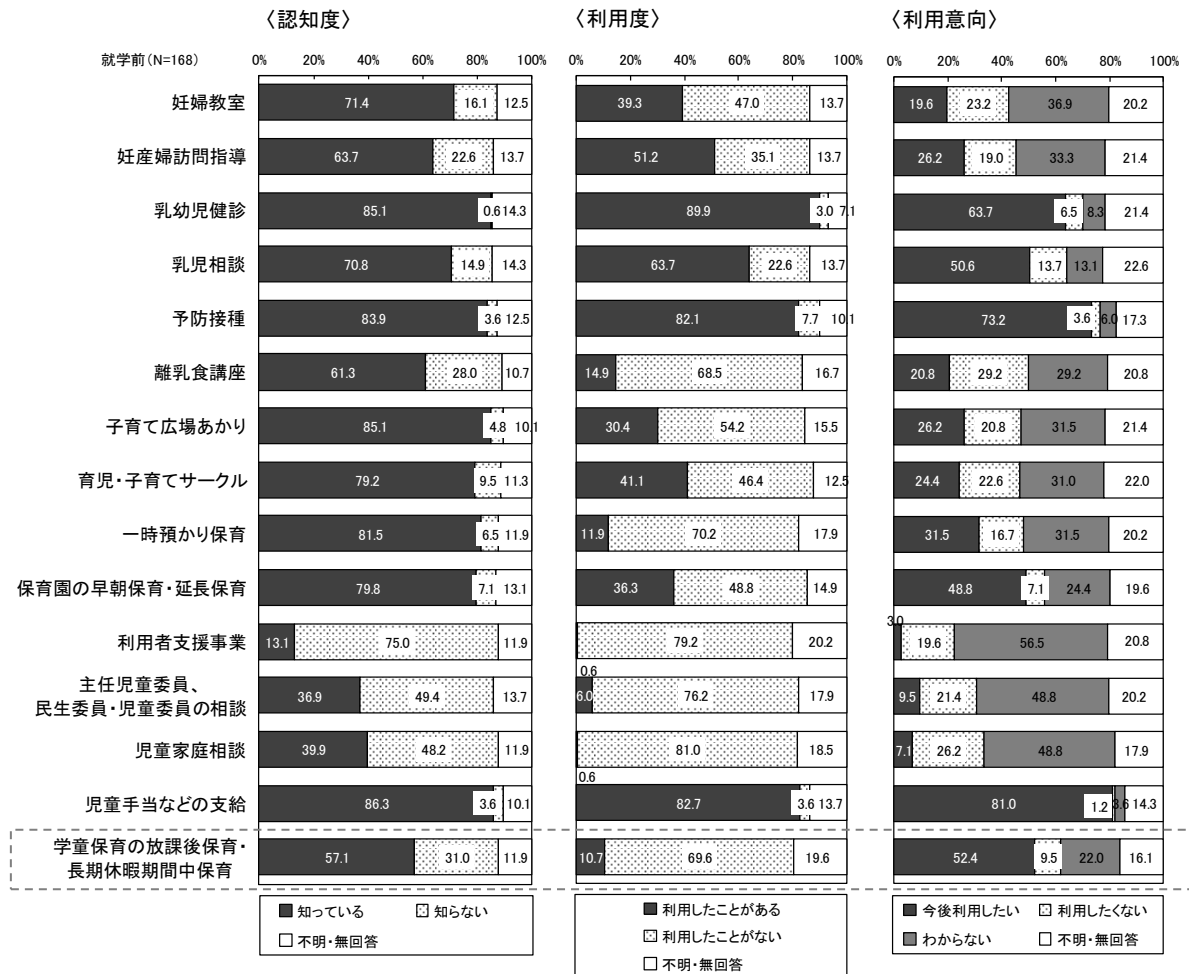 〈認知度〉 〈利用度〉 〈利用意向〉
就学前(N=168) 0% 20% 40% 60% 80% 100% 0% 20% 40% 60% 80% 100% 0% 20% 40% 60% 80% 100%
妊婦教室 71.4 16.1 12.5 39.3 47.0 13.7 19.6 23.2 36.9 20.2
妊産婦訪問指導 63.7 22.6 13.7 51.2 35.1 13.7 26.2 19.0 33.3 21.4
乳幼児健診 85.1 0.6 14.3 89.9 3.0 7.1 63.7 6.5 8.3 21.4
乳児相談 70.8 14.9 14.3 63.7 22.6 13.7 50.6 13.7 13.1 22.6
予防接種 83.9 3.6 12.5 82.1 7.7 10.1 73.2 3.6 6.0 17.3
離乳食講座 61.3 28.0 10.7 14.9 68.5 16.7 20.8 29.2 29.2 20.8
子育て広場あかり 85.1 4.8 10.1 30.4 54.2 15.5 26.2 20.8 31.5 21.4
育児・子育てサークル 79.2 9.5 11.3 41.1 46.4 12.5 24.4 22.6 31.0 22.0
一時預かり保育 81.5 6.5 11.9 11.9 70.2 17.9 31.5 16.7 31.5 20.2
保育園の早朝保育・延長保育 79.8 7.1 13.1 36.3 48.8 14.9 48.8 7.1 24.4 19.6
利用者支援事業 13.1 75.0 11.9 0.6 79.2 20.2 3.0 19.6 56.5 20.8
主任児童委員、
民生委員・児童委員の相談 36.9 49.4 13.7 6.0 76.2 17.9 9.5 21.4 48.8 20.2
児童家庭相談 39.9 48.2 11.9 0.6 81.0 18.5 7.1 26.2 48.8 17.9
児童手当などの支給 86.3 3.6 10.1 82.7 3.6 13.7 81.0 1.2 3.6 14.3
学童保育の放課後保育・
長期休暇期間中保育 57.1 31.0 11.9 10.7 69.6 19.6 52.4 9.5 22.0 16.1
知っている 知らない
不明・無回答
利用したことがある
利用したことがない
不明・無回答
今後利用したい 利用したくない
わからない 不明・無回答